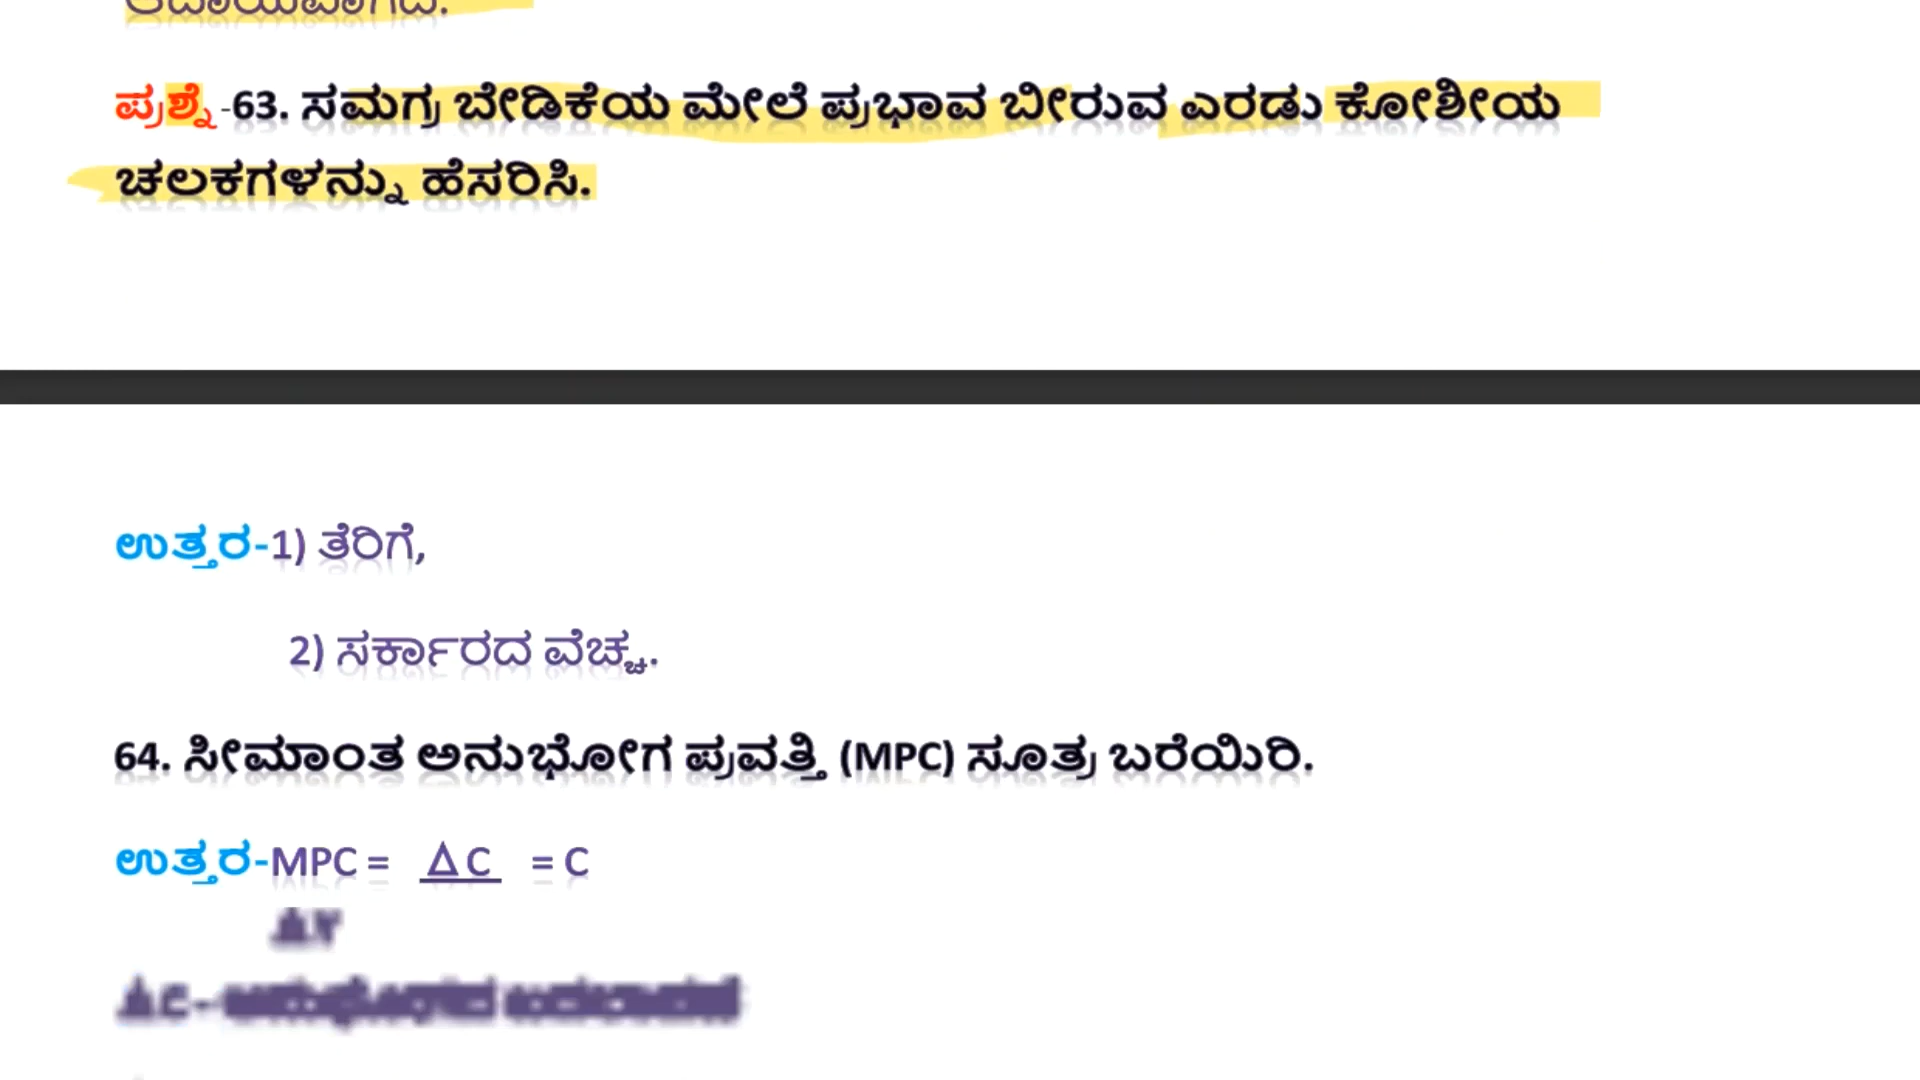 ಪ್ರಶ್ನೆ -63. ಸಮಗ್ರ ಬೇಡಿಕೆಯ ಮೇಲೆ ಪ್ರಭಾವ ಬೀರುವ ಎರಡು ಕೋಶೀಯ
ಚಲಕಗಳನ್ನು ಹೆಸರಿಸಿ.
ಉತ್ತರ-1) ತೆರಿಗೆ,
2) ಸರ್ಕಾರದ ವೆಚ್ಚ.
64. ಸೀಮಾಂತ ಅನುಭೋಗ ಪ್ರವತ್ತಿ (MPC) ಸೂತ್ರ ಬರೆಯಿರಿ.
ಉತ್ತರ-MPC = ΔC = C
ΔY